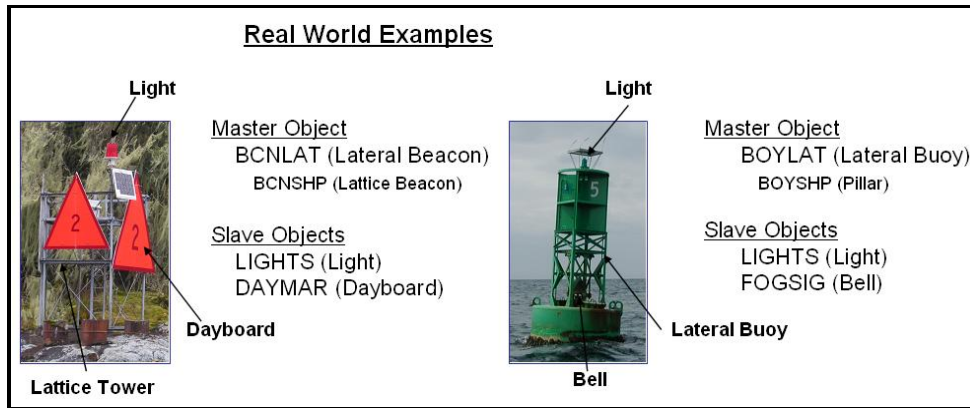 Real World Examples
Light
Master Object
BCNLAT (Lateral Beacon)
BCNSHP (Lattice Beacon)
Slave Objects
LIGHTS (Light)
DAYMAR (Dayboard)
2
2
Dayboard
Lattice Tower
Light
Master Object
BOYLAT (Lateral Buoy)
BOYSHP (Pillar)
Slave Objects
LIGHTS (Light)
FOGSIG (Bell)
5
Lateral Buoy
Bell